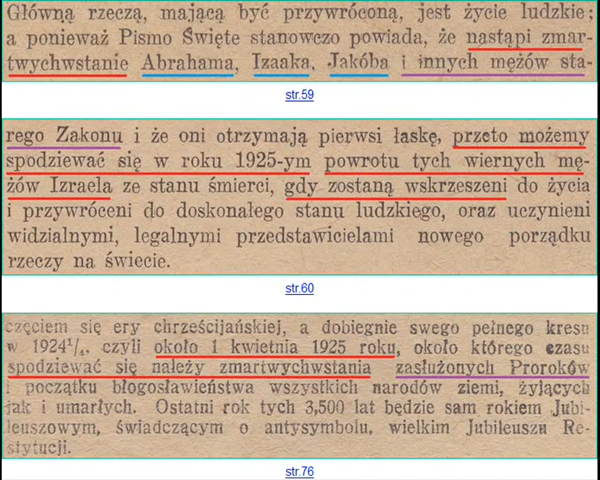 Główną rzeczą, mającą być przywróconą, jest życie ludzkie;
a ponieważ Pismo Święte stanowczo powiada, że nastąpi zmar-
twychwstanie Abrahama, Izaaka, Jakóba i innych mężów sta-
str.59
rego Zakonu i że oni otrzymają pierwsi łaskę, przeto możemy
spodziewać się w roku 1925-ym powrotu tych wiernych mę-
żów Izraela ze stanu śmierci, gdy zostaną wskrzeszeni do życia
i przywróceni do doskonałego stanu ludzkiego, oraz uczynieni
widzialnymi, legalnymi przedstawicielami nowego porządku
rzeczy na świecie.
str.60
częciem się ery chrześcijańskiej, a dobiegnie swego pełnego kresu
w 1924¹/₄. czyli około 1 kwietnia 1925 roku, około którego czasu
spodziewać się należy zmartwychwstania zasłużonych Proroków
i początku błogosławieństwa wszystkich narodów ziemi, żyjących
jak i umarłych. Ostatni rok tych 3,500 lat będzie sam rokiem Jubi-
leuszowym, świadczącym o antysymbolu, wielkim Jubileuszu Re-
stytucji.
str.76